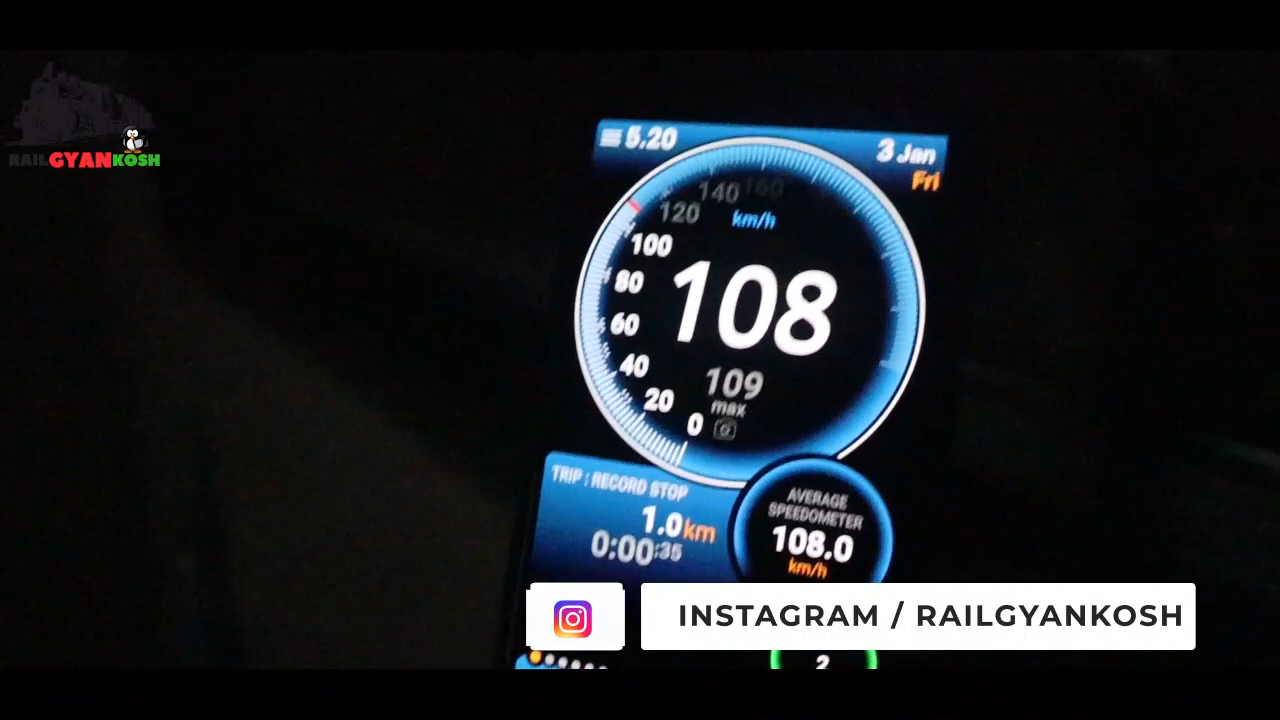 RAILGYANKOSH
5.20
3 Jan
Fri
160
140
120
km/h
100
80
60
40
20
0
108
109
max
TRIP : RECORD STOP
1.0km
0:00:35
AVERAGE
SPEEDOMETER
108.0
km/h
INSTAGRAM / RAILGYANKOSH
2